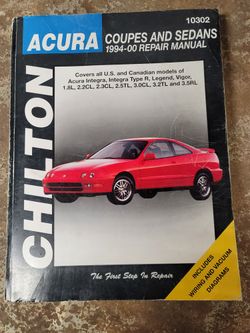 10302
ACURA
COUPES AND SEDANS
1994-00 REPAIR MANUAL
Covers all U.S. and Canadian models of
Acura Integra, Integra Type R, Legend, Vigor,
1.8L, 2.2CL, 2.3CL, 2.5TL, 3.0CL, 3.2TL and 3.5RL
CHILTON
The First Step In Repair
INCLUDES
WIRING AND VACUUM
DIAGRAMS